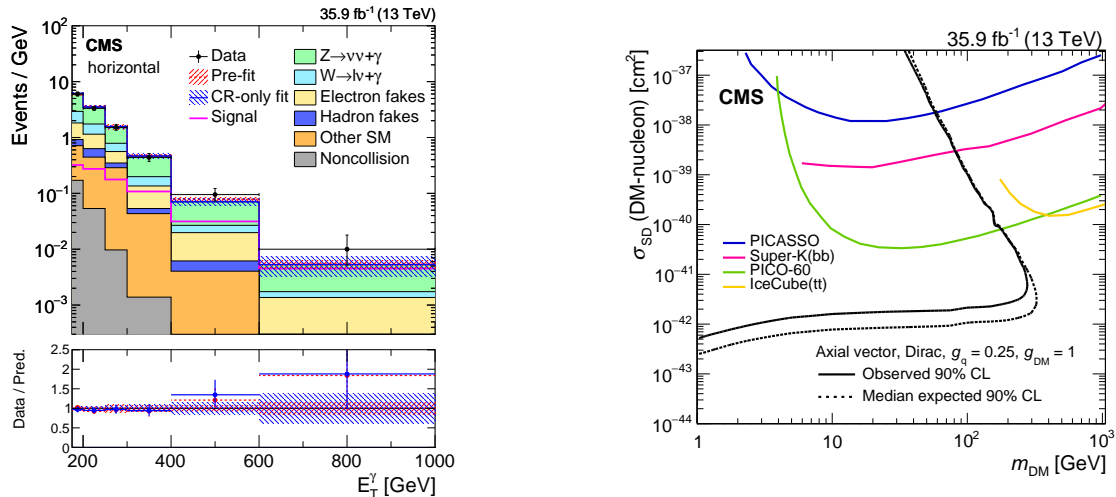 35.9 fb⁻¹ (13 TeV)
CMS
horizontal
Data
Pre-fit
CR-only fit
Signal
Z→νν+γ
W→lν+γ
Electron fakes
Hadron fakes
Other SM
Noncollision
Events / GeV
10²
10
1
10⁻¹
10⁻²
10⁻³
Data / Pred.
2.5
2
1.5
1
0.5
0
200 400 600 800 1000
E_T^γ [GeV]
35.9 fb⁻¹ (13 TeV)
CMS
σ_SD (DM-nucleon) [cm²]
10⁻³⁷
10⁻³⁸
10⁻³⁹
10⁻⁴⁰
10⁻⁴¹
10⁻⁴²
10⁻⁴³
10⁻⁴⁴
PICASSO
Super-K(bb)
PICO-60
IceCube(tt)
Axial vector, Dirac, g_q = 0.25, g_DM = 1
Observed 90% CL
Median expected 90% CL
1 10 10² 10³
m_DM [GeV]